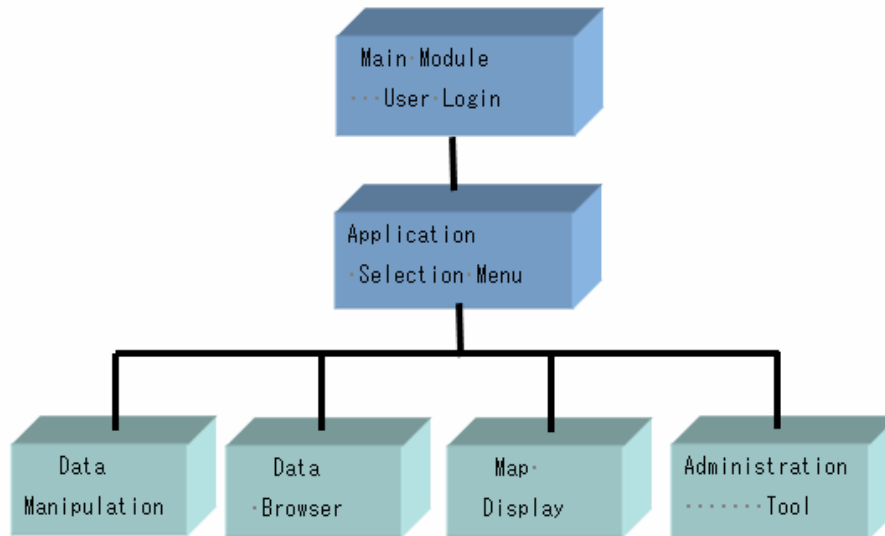 Main Module
User Login
Application
Selection Menu
Data
Manipulation
Data
Browser
Map
Display
Administration
Tool